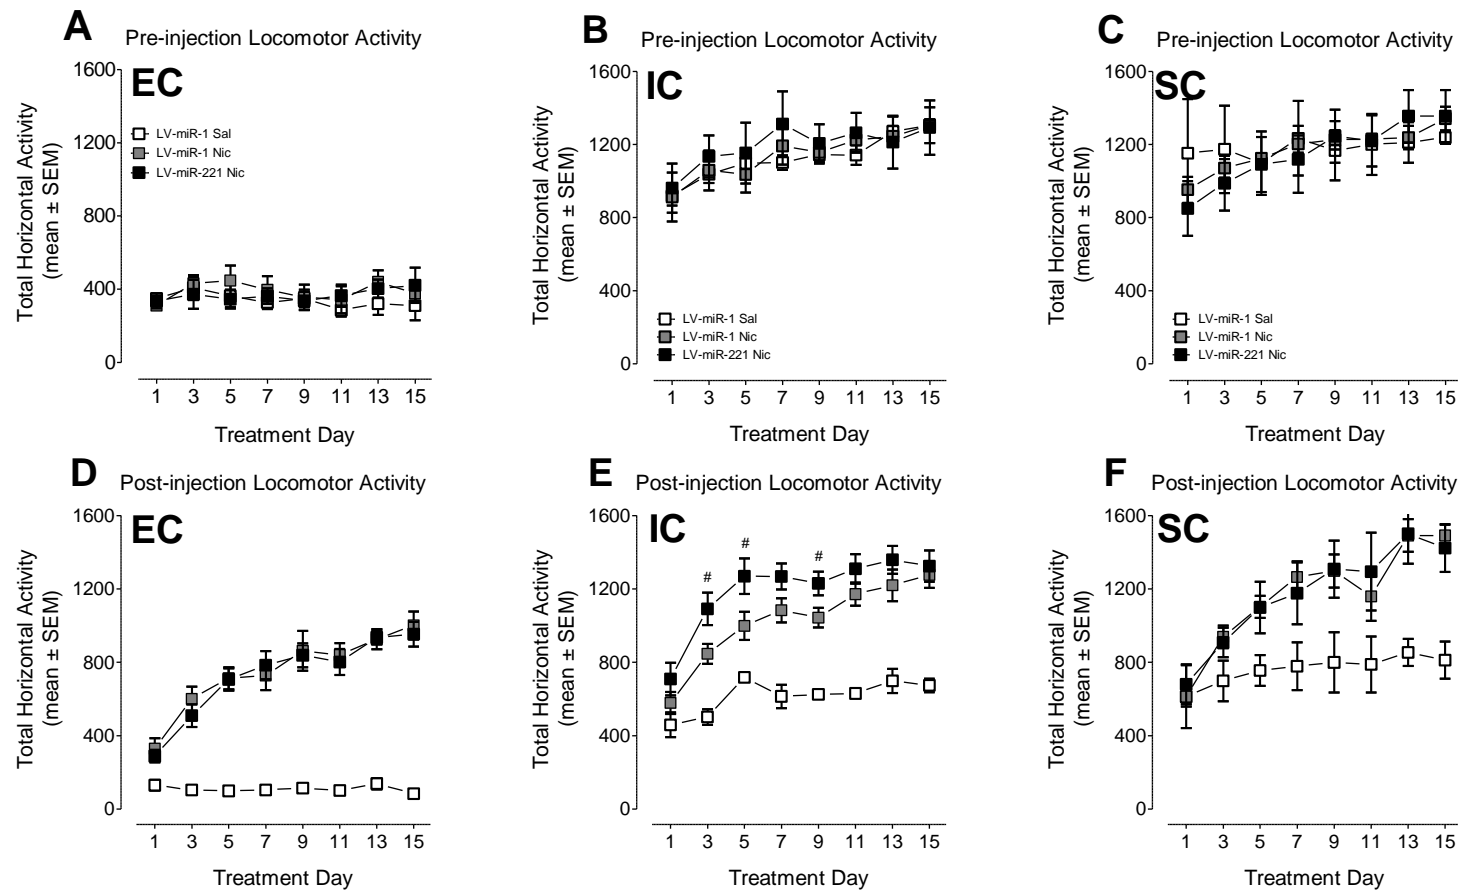 A
Pre-injection Locomotor Activity
EC
Total Horizontal Activity
(mean ± SEM)
1600
1200
800
400
0
LV-miR-1 Sal
LV-miR-1 Nic
LV-miR-221 Nic
1 3 5 7 9 11 13 15
Treatment Day
B
Pre-injection Locomotor Activity
IC
Total Horizontal Activity
(mean ± SEM)
1600
1200
800
400
0
LV-miR-1 Sal
LV-miR-1 Nic
LV-miR-221 Nic
1 3 5 7 9 11 13 15
Treatment Day
C
Pre-injection Locomotor Activity
SC
Total Horizontal Activity
(mean ± SEM)
1600
1200
800
400
0
LV-miR-1 Sal
LV-miR-1 Nic
LV-miR-221 Nic
1 3 5 7 9 11 13 15
Treatment Day
D
Post-injection Locomotor Activity
EC
Total Horizontal Activity
(mean ± SEM)
1600
1200
800
400
0
1 3 5 7 9 11 13 15
Treatment Day
E
Post-injection Locomotor Activity
IC
Total Horizontal Activity
(mean ± SEM)
1600
1200
800
400
0
# # #
1 3 5 7 9 11 13 15
Treatment Day
F
Post-injection Locomotor Activity
SC
Total Horizontal Activity
(mean ± SEM)
1600
1200
800
400
0
1 3 5 7 9 11 13 15
Treatment Day